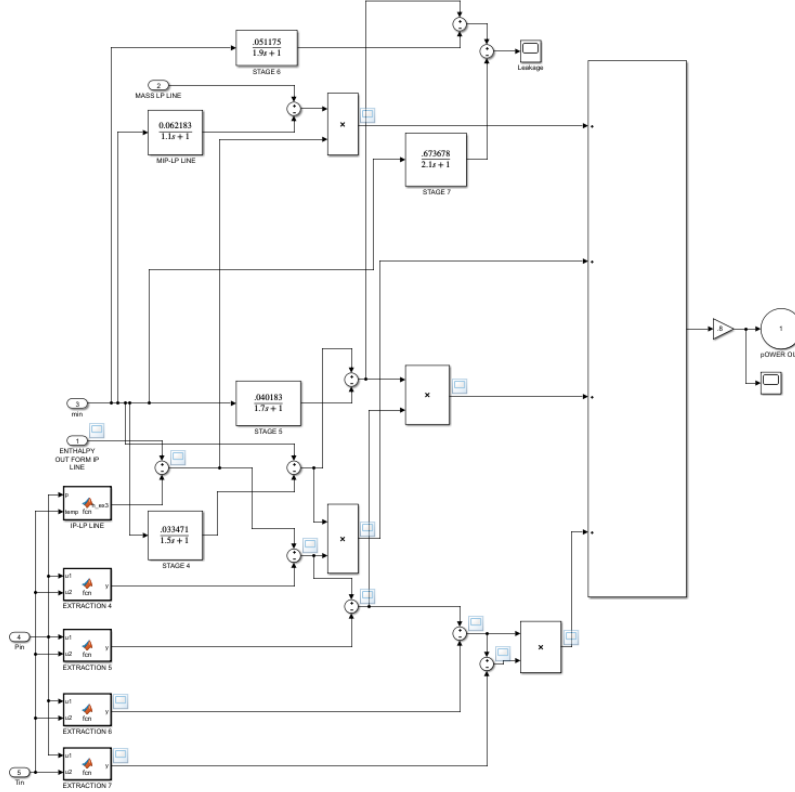 .051175
1.9s + 1
STAGE 6
Leakage
2
MASS LP LINE
0.062183
1.1s + 1
MIP-LP LINE
×
.673678
2.1s + 1
STAGE 7
.8
1
pOWER OU
3
min
.040183
1.7s + 1
STAGE 5
×
1
ENTHALPY
OUT FORM IP
LINE
p
temp
fcn
h_es3
IP-LP LINE
.033471
1.5s + 1
STAGE 4
×
u1
u2
fcn
y
EXTRACTION 4
4
Pin
u1
u2
fcn
y
EXTRACTION 5
×
u1
u2
fcn
y
EXTRACTION 6
5
Tin
u1
u2
fcn
y
EXTRACTION 7